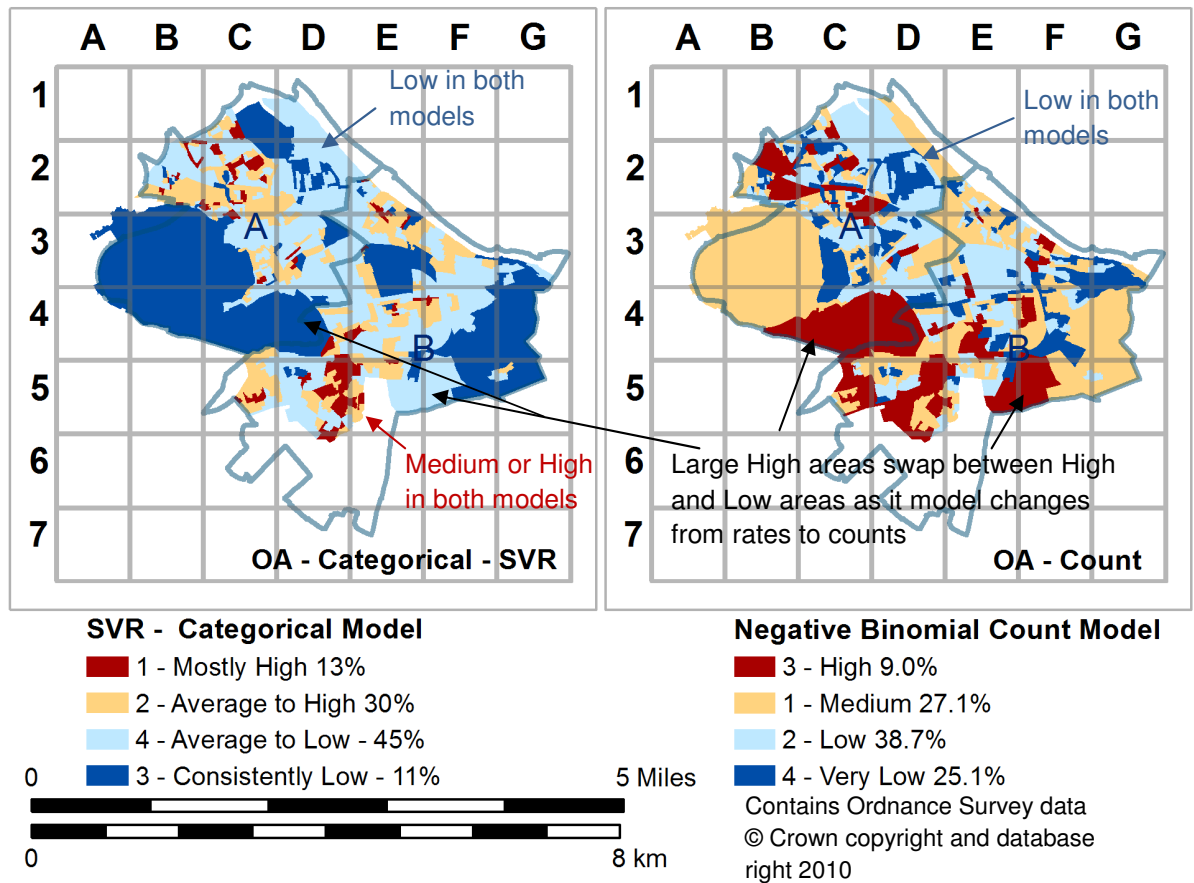 A B C D E F G
1
2
3
4
5
6
7
Low in both
models
A
B
Medium or High
in both models
OA - Categorical - SVR
A B C D E F G
1
2
3
4
5
6
7
Low in both
models
A
B
Large High areas swap between High
and Low areas as it model changes
from rates to counts
OA - Count
SVR - Categorical Model
1 - Mostly High 13%
2 - Average to High 30%
4 - Average to Low - 45%
3 - Consistently Low - 11%
Negative Binomial Count Model
3 - High 9.0%
1 - Medium 27.1%
2 - Low 38.7%
4 - Very Low 25.1%
0 5 Miles
0 8 km
Contains Ordnance Survey data
© Crown copyright and database
right 2010